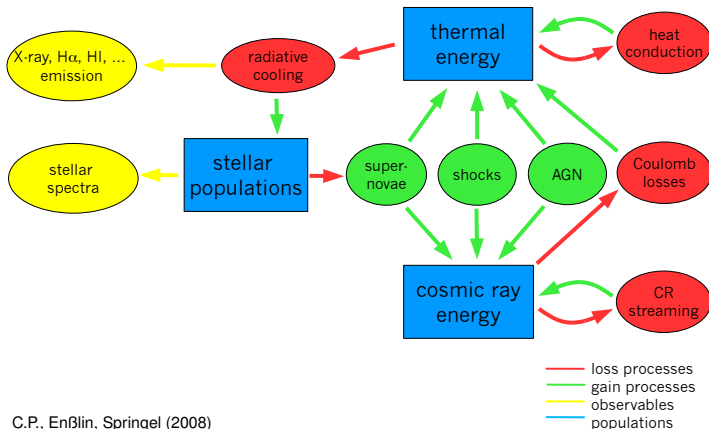 X-ray, Hα, HI, ...
emission
radiative
cooling
thermal
energy
heat
conduction
stellar
spectra
stellar
populations
super-
novae
shocks
AGN
Coulomb
losses
cosmic ray
energy
CR
streaming
loss processes
gain processes
observables
populations
C.P., Enßlin, Springel (2008)